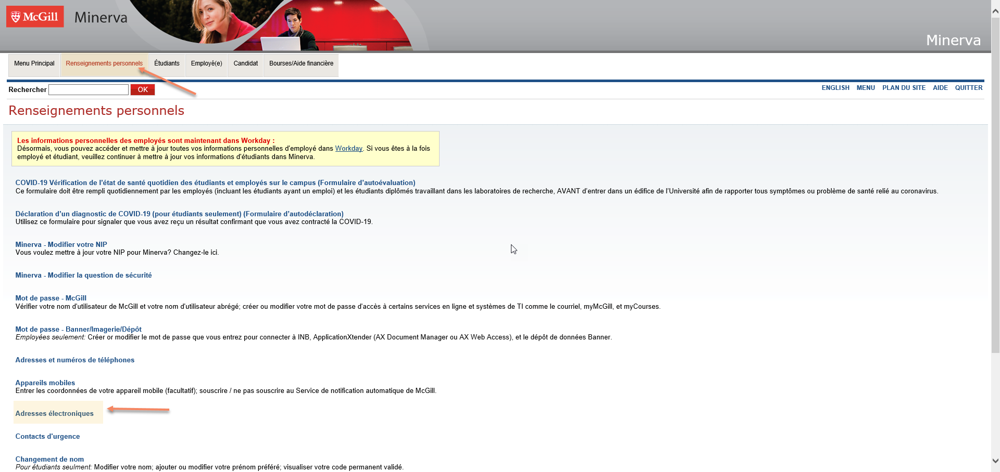 McGill
Minerva
Minerva
Menu Principal
Renseignements personnels
Étudiants
Employé(e)
Candidat
Bourses/Aide financière
Rechercher
OK
ENGLISH
MENU
PLAN DU SITE
AIDE
QUITTER
Renseignements personnels
Les informations personnelles des employés sont maintenant dans Workday :
Désormais, vous pouvez accéder et mettre à jour toutes vos informations personnelles d'employé dans Workday. Si vous êtes à la fois
employé et étudiant, veuillez continuer à mettre à jour vos informations d'étudiants dans Minerva.
COVID-19 Vérification de l'état de santé quotidien des étudiants et employés sur le campus (Formulaire d'autoévaluation)
Ce formulaire doit être rempli quotidiennement par les employés (incluant les étudiants ayant un emploi) et les étudiants diplômés travaillant dans les laboratoires de recherche, AVANT d'entrer dans un édifice de l'Université afin de rapporter tous symptômes ou problème de santé relié au coronavirus.
Déclaration d'un diagnostic de COVID-19 (pour étudiants seulement) (Formulaire d'autodéclaration)
Utilisez ce formulaire pour signaler que vous avez reçu un résultat confirmant que vous avez contracté la COVID-19.
Minerva - Modifier votre NIP
Vous voulez mettre à jour votre NIP pour Minerva? Changez-le ici.
Minerva - Modifier la question de sécurité
Mot de passe - McGill
Vérifier votre nom d'utilisateur de McGill et votre nom d'utilisateur abrégé; créer ou modifier votre mot de passe d'accès à certains services en ligne et systèmes de TI comme le courriel, myMcGill, et myCourses.
Mot de passe - Banner/Imagerie/Dépôt
Employées seulement: Créer or modifier le mot de passe que vous entrez pour connecter à INB, ApplicationXtender (AX Document Manager ou AX Web Access), et le dépôt de données Banner.
Adresses et numéros de téléphones
Appareils mobiles
Entrer les coordonnées de votre appareil mobile (facultatif); souscrire / ne pas souscrire au Service de notification automatique de McGill.
Adresses électroniques
Contacts d'urgence
Changement de nom
Pour étudiants seulment: Modifier votre nom; ajouter ou modifier votre prénom préféré; visualiser votre code permanent validé.